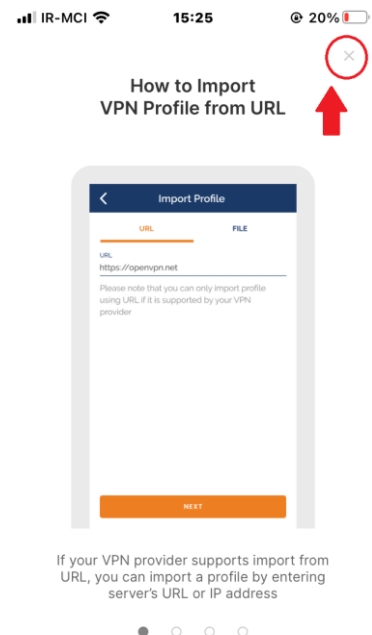 IR-MCI 15:25 20%
How to Import
VPN Profile from URL
Import Profile
URL FILE
URL
https://openvpn.net
Please note that you can only import profile
using URL if it is supported by your VPN
provider
NEXT
If your VPN provider supports import from
URL, you can import a profile by entering
server's URL or IP address